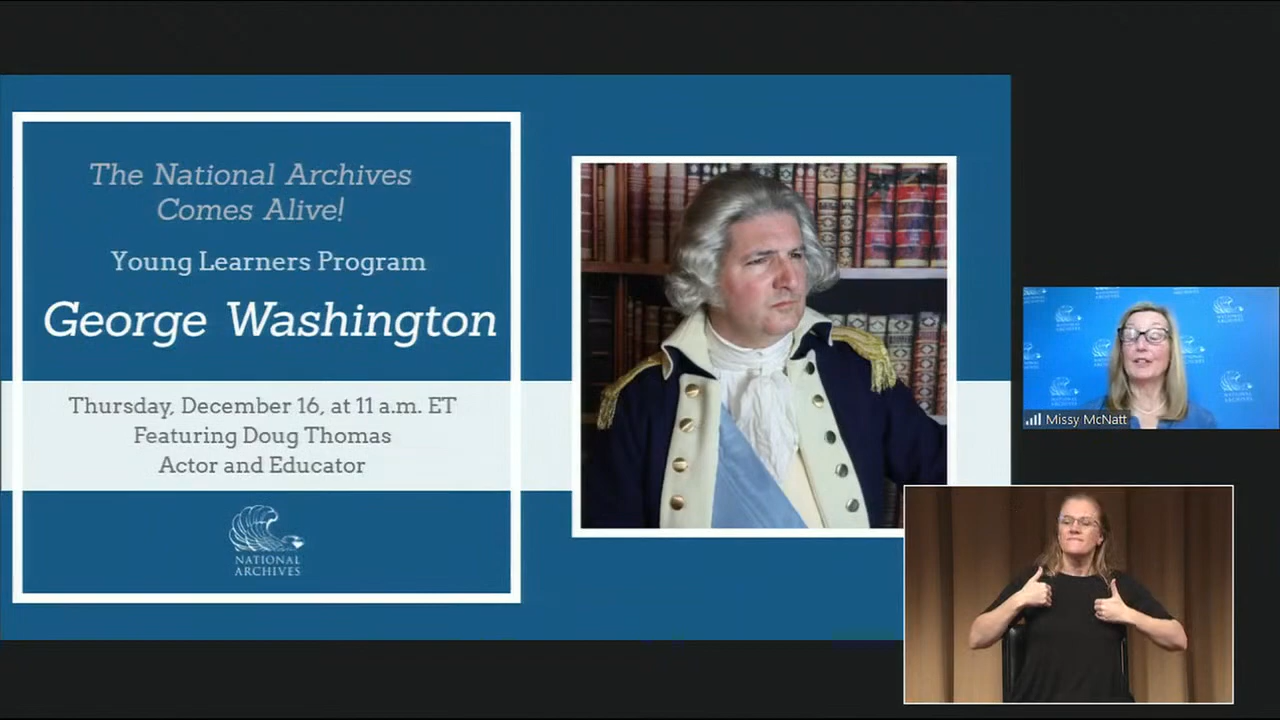 The National Archives
Comes Alive!
Young Learners Program
George Washington
Thursday, December 16, at 11 a.m. ET
Featuring Doug Thomas
Actor and Educator
NATIONAL
ARCHIVES
Missy McNatt